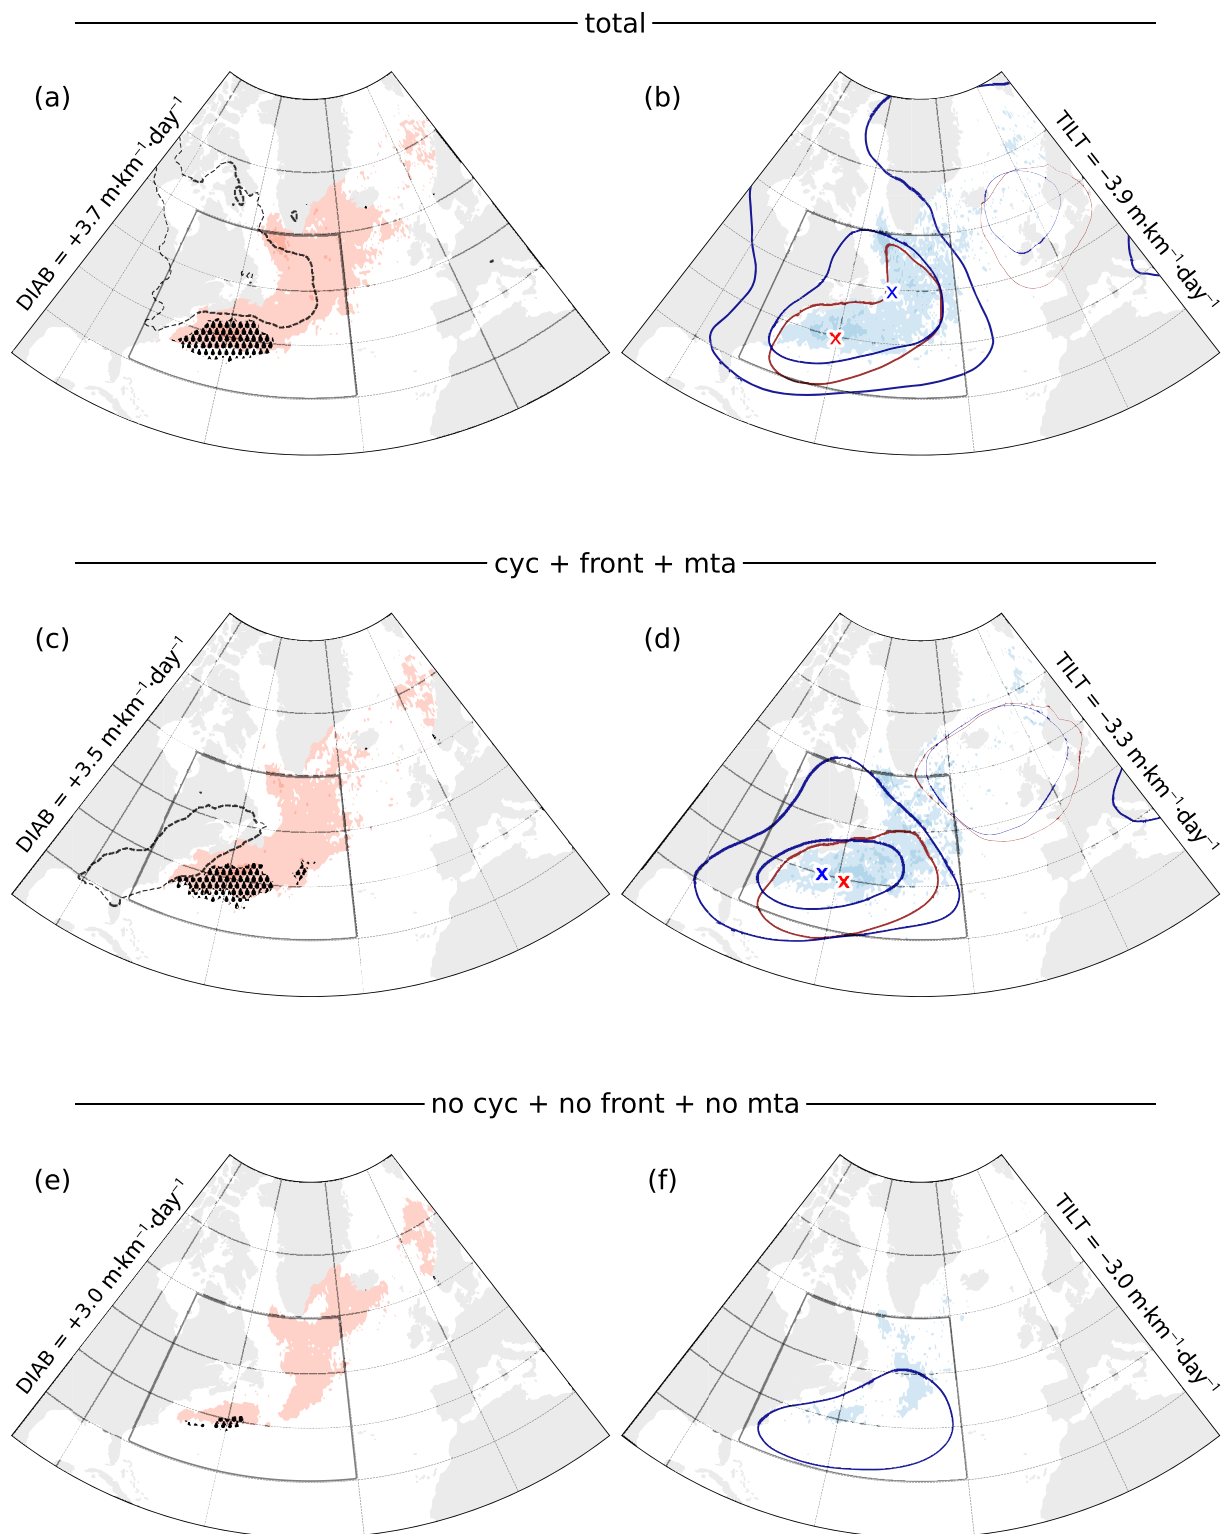 total
(a)
DIAB = +3.7 m·km⁻¹·day⁻¹
(b)
TILT = −3.9 m·km⁻¹·day⁻¹
x
x
cyc + front + mta
(c)
DIAB = +3.5 m·km⁻¹·day⁻¹
(d)
TILT = −3.3 m·km⁻¹·day⁻¹
x
x
no cyc + no front + no mta
(e)
DIAB = +3.0 m·km⁻¹·day⁻¹
(f)
TILT = −3.0 m·km⁻¹·day⁻¹